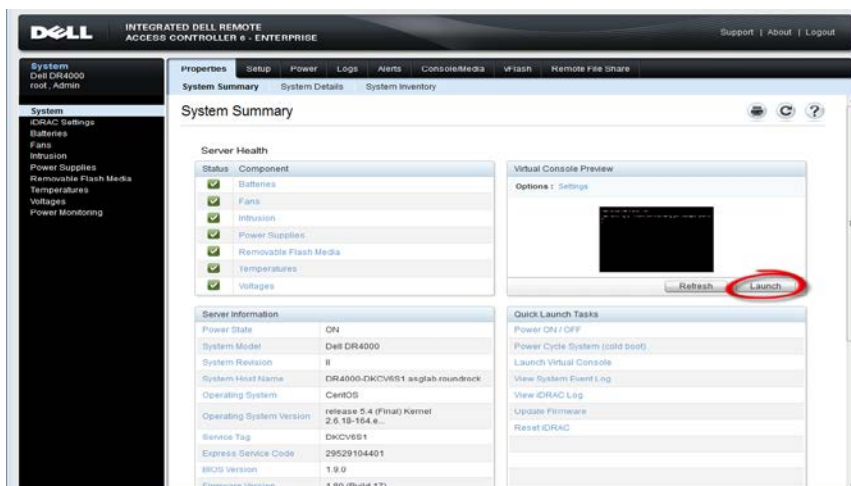 DELL
INTEGRATED DELL REMOTE
ACCESS CONTROLLER 6 - ENTERPRISE
Support | About | Logout
System
Dell DR4000
root , Admin
Properties Setup Power Logs Alerts Console/Media vFlash Remote File Share
System Summary System Details System Inventory
System
iDRAC Settings
Batteries
Fans
Intrusion
Power Supplies
Removable Flash Media
Temperatures
Voltages
Power Monitoring
System Summary
Server Health
Status Component
Batteries
Fans
Intrusion
Power Supplies
Removable Flash Media
Temperatures
Voltages
Virtual Console Preview
Options : Settings
Refresh Launch
Server Information
Power State ON
System Model Dell DR4000
System Revision II
System Host Name DR4000-DKCV6S1.asglab.roundrock
Operating System CentOS
Operating System Version release 5.4 (Final) Kernel
2.6.18-164.e...
Service Tag DKCV6S1
Express Service Code 29529104401
BIOS Version 1.9.0
Firmware Version 1.80 (Build 17)
Quick Launch Tasks
Power ON / OFF
Power Cycle System (cold boot)
Launch Virtual Console
View System Event Log
View iDRAC Log
Update Firmware
Reset iDRAC